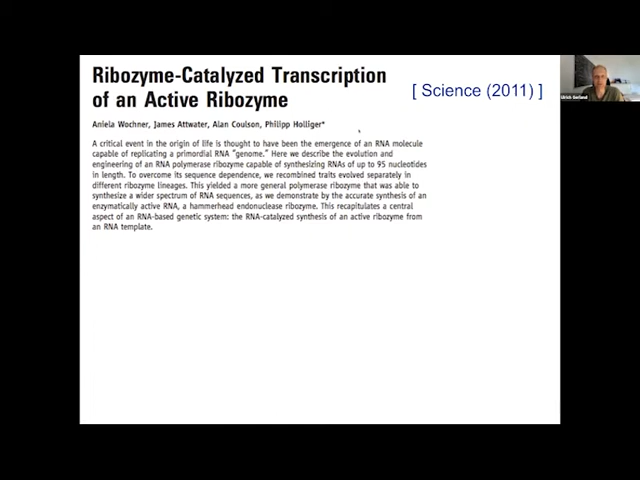 Ribozyme-Catalyzed Transcription
of an Active Ribozyme
[ Science (2011) ]
Aniela Wochner, James Attwater, Alan Coulson, Philipp Holliger*
A critical event in the origin of life is thought to have been the emergence of an RNA molecule
capable of replicating a primordial RNA “genome.” Here we describe the evolution and
engineering of an RNA polymerase ribozyme capable of synthesizing RNAs of up to 95 nucleotides
in length. To overcome its sequence dependence, we recombined traits evolved separately in
different ribozyme lineages. This yielded a more general polymerase ribozyme that was able to
synthesize a wider spectrum of RNA sequences, as we demonstrate by the accurate synthesis of an
enzymatically active RNA, a hammerhead endonuclease ribozyme. This recapitulates a central
aspect of an RNA-based genetic system: the RNA-catalyzed synthesis of an active ribozyme from
an RNA template.